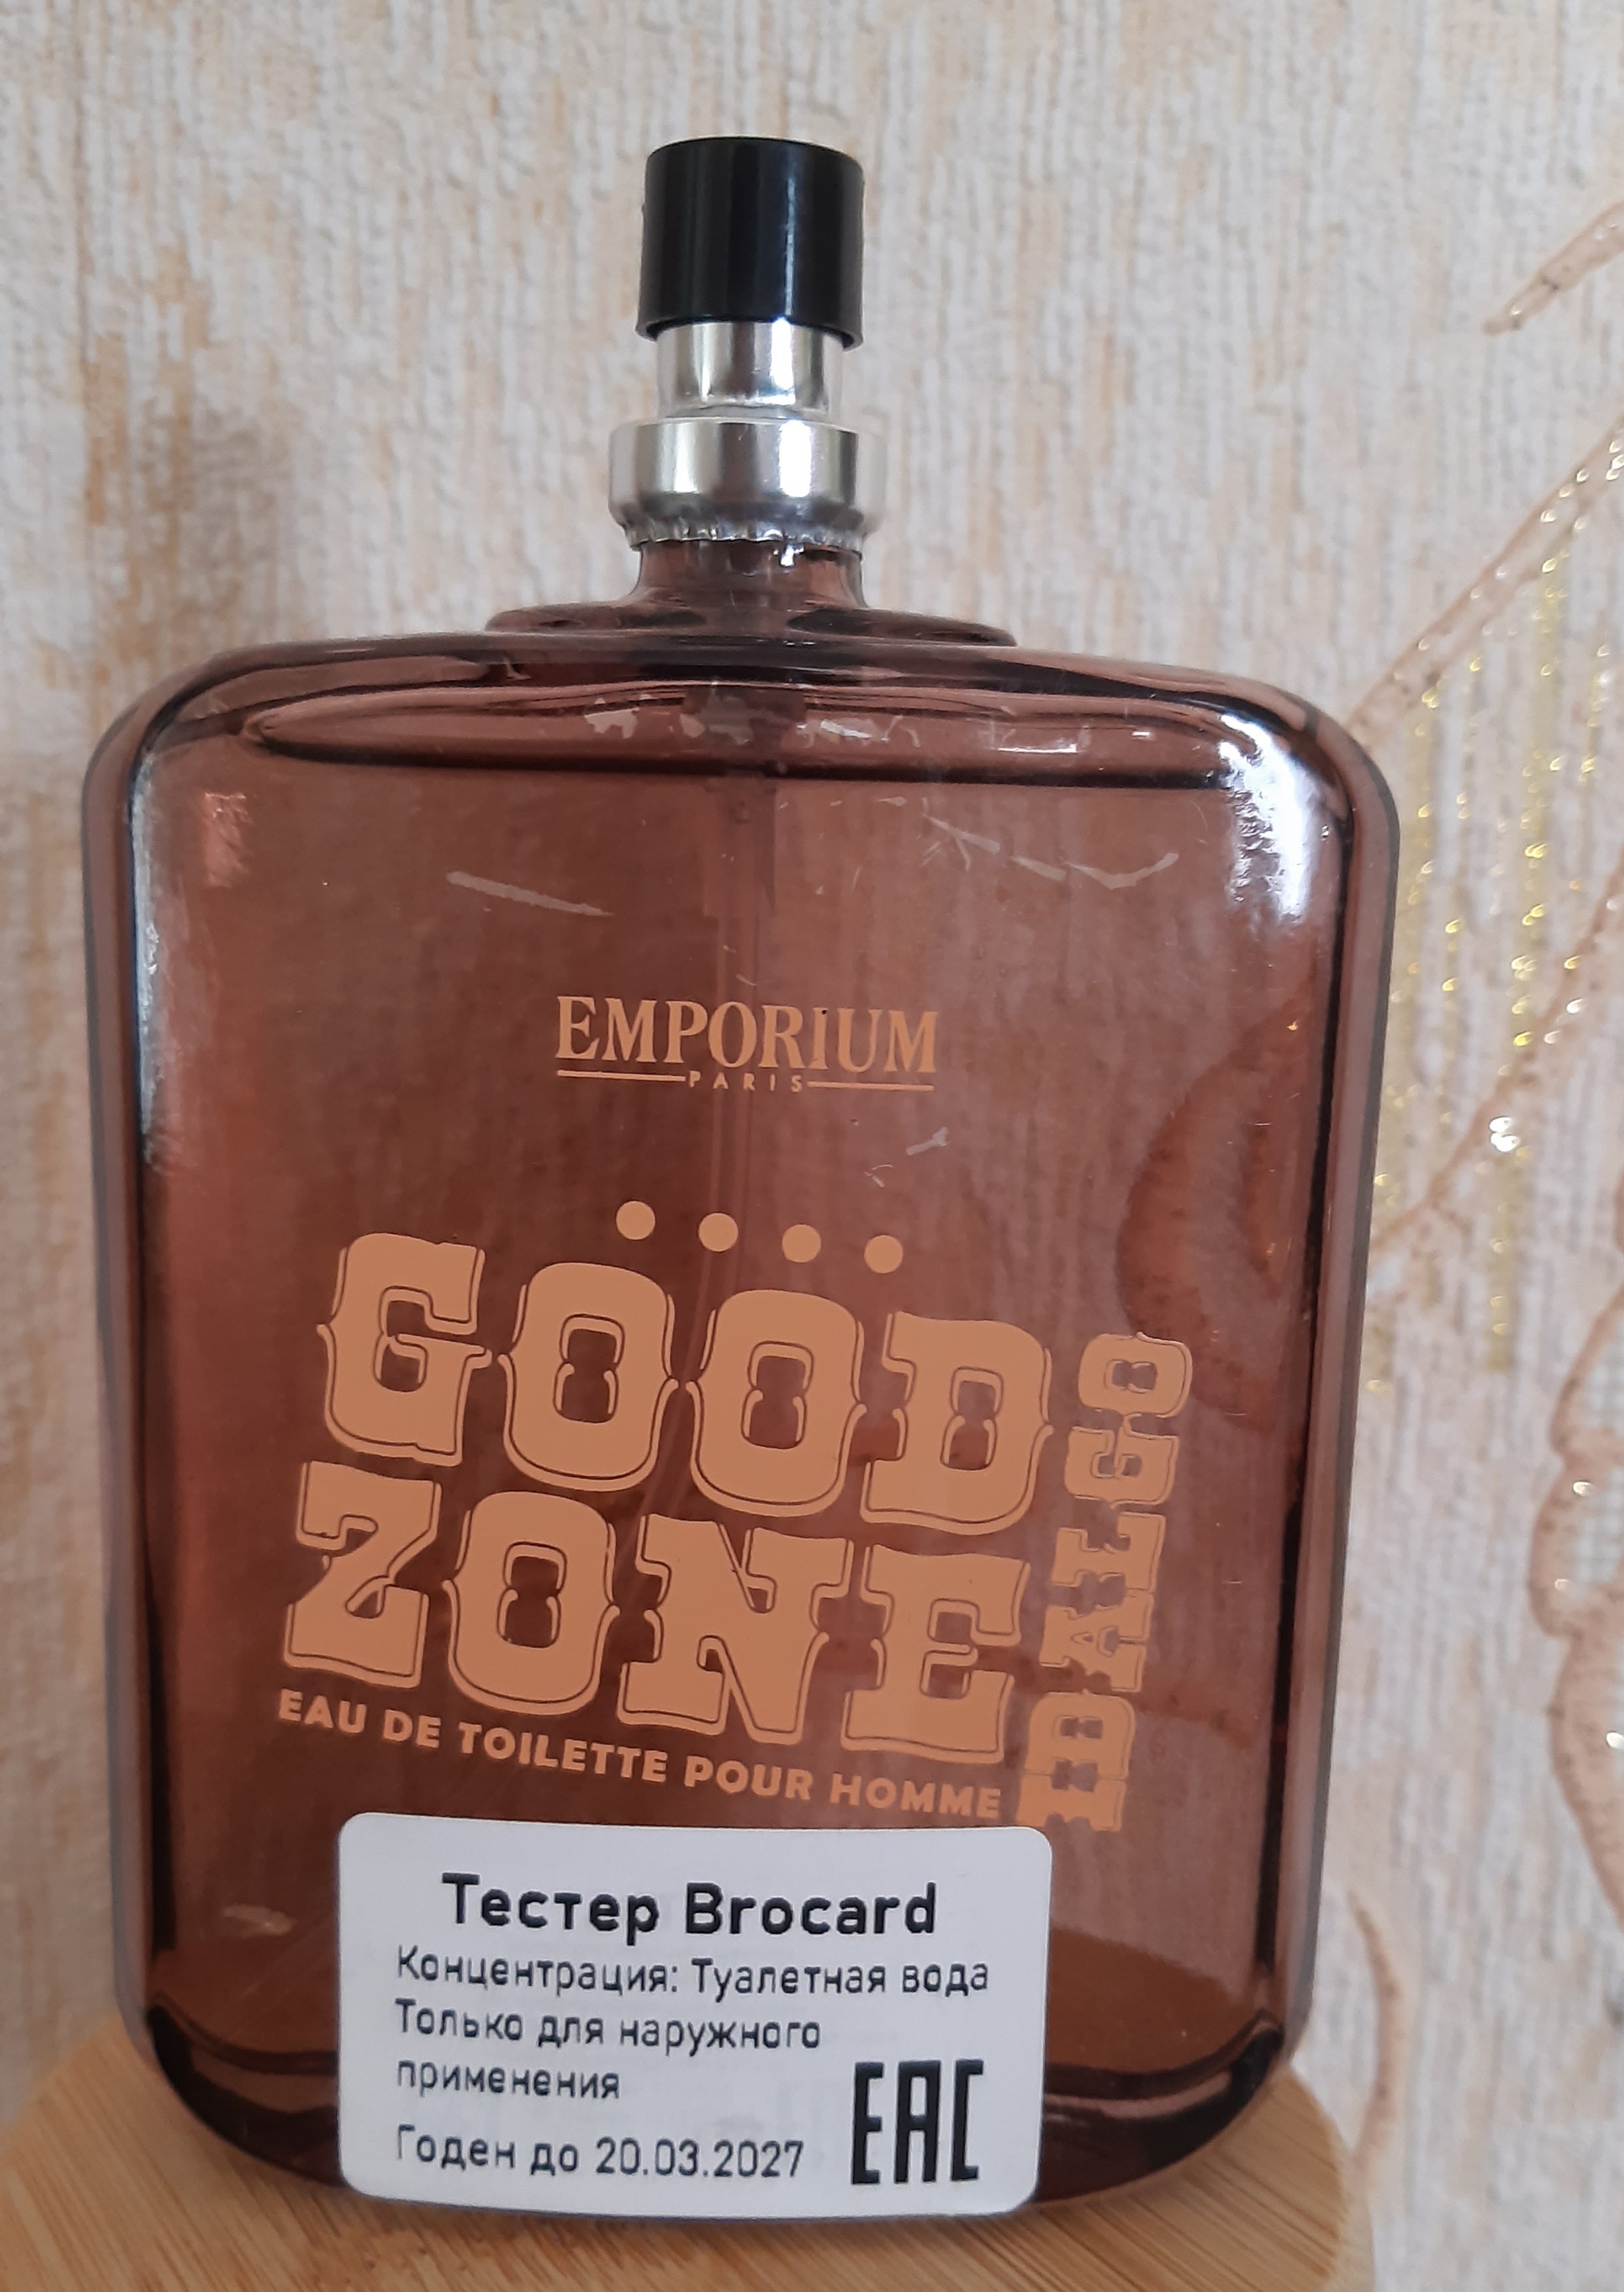 EMPORIUM
PARIS
GOOD
ZONE
IDALGO
EAU DE TOILETTE POUR HOMME
Тестер Brocard
Концентрация: Туалетная вода
Только для наружного
применения
Годен до 20.03.2027
EAC